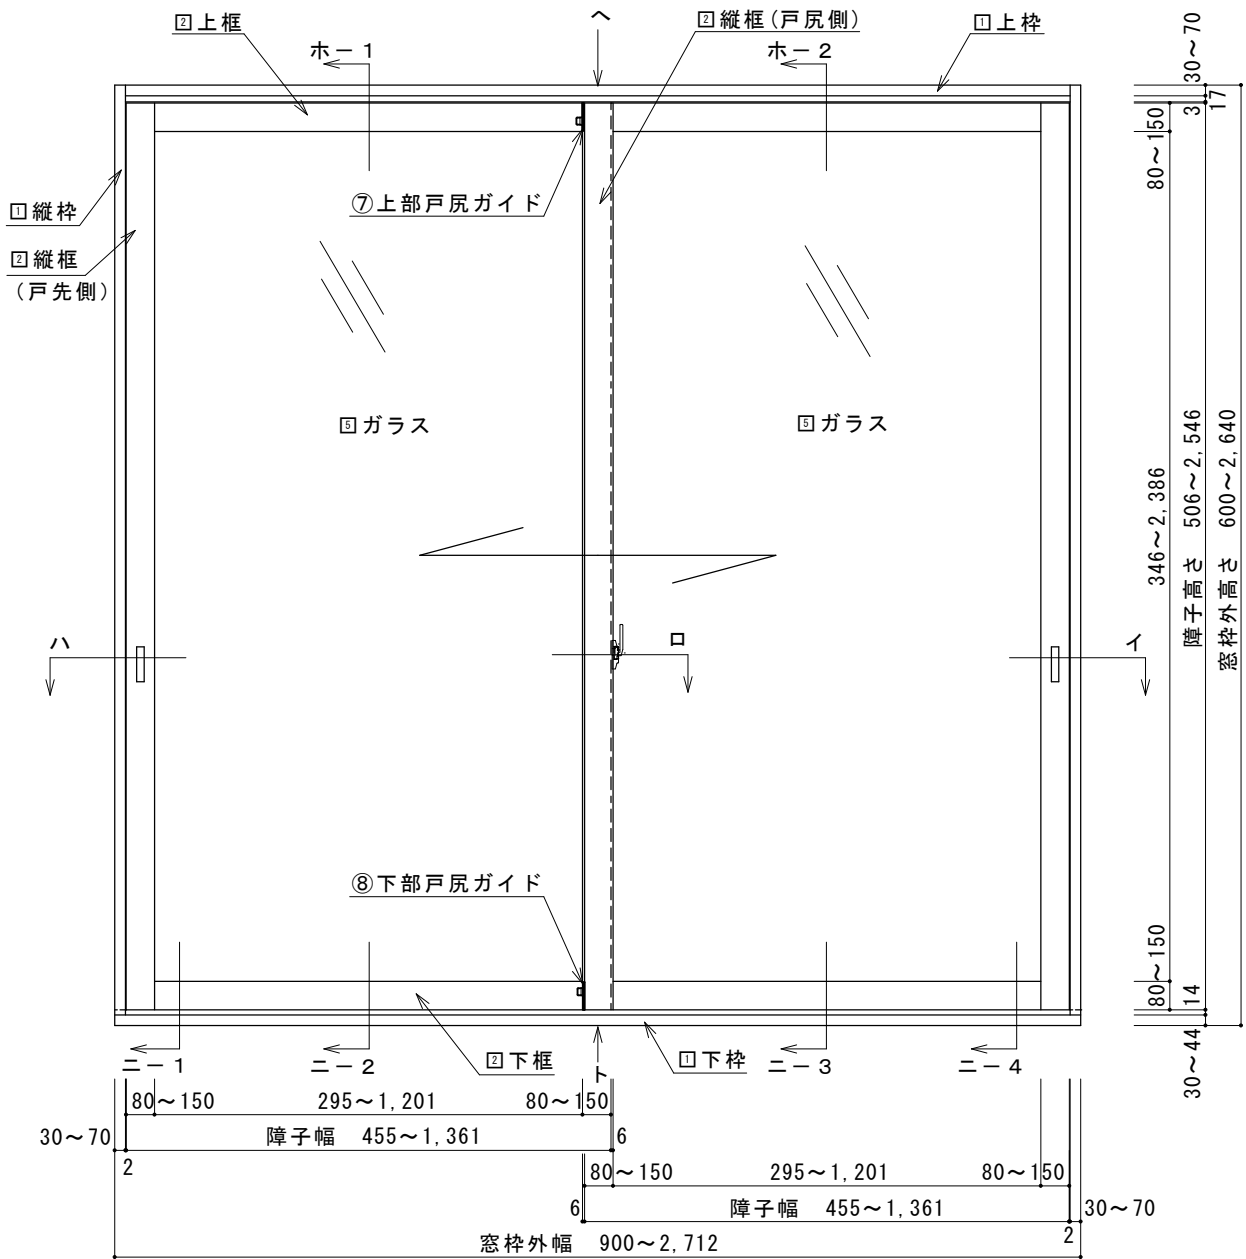 ②上框
ヘ
②縦框(戸尻側)
①上枠
ホ－1
ホ－2
30～70
3
17
80～150
⑦上部戸尻ガイド
①縦枠
②縦框
(戸先側)
⑤ガラス
⑤ガラス
346～2,386
障子高さ 506～2,546
窓枠外高さ 600～2,640
ハ
ロ
イ
⑧下部戸尻ガイド
80～150
14
30～44
ニ－1
ニ－2
②下框
ト
①下枠
ニ－3
ニ－4
80～150 295～1,201 80～150
30～70 障子幅 455～1,361 6
2
80～150 295～1,201 80～150
6 障子幅 455～1,361 30～70
2
窓枠外幅 900～2,712